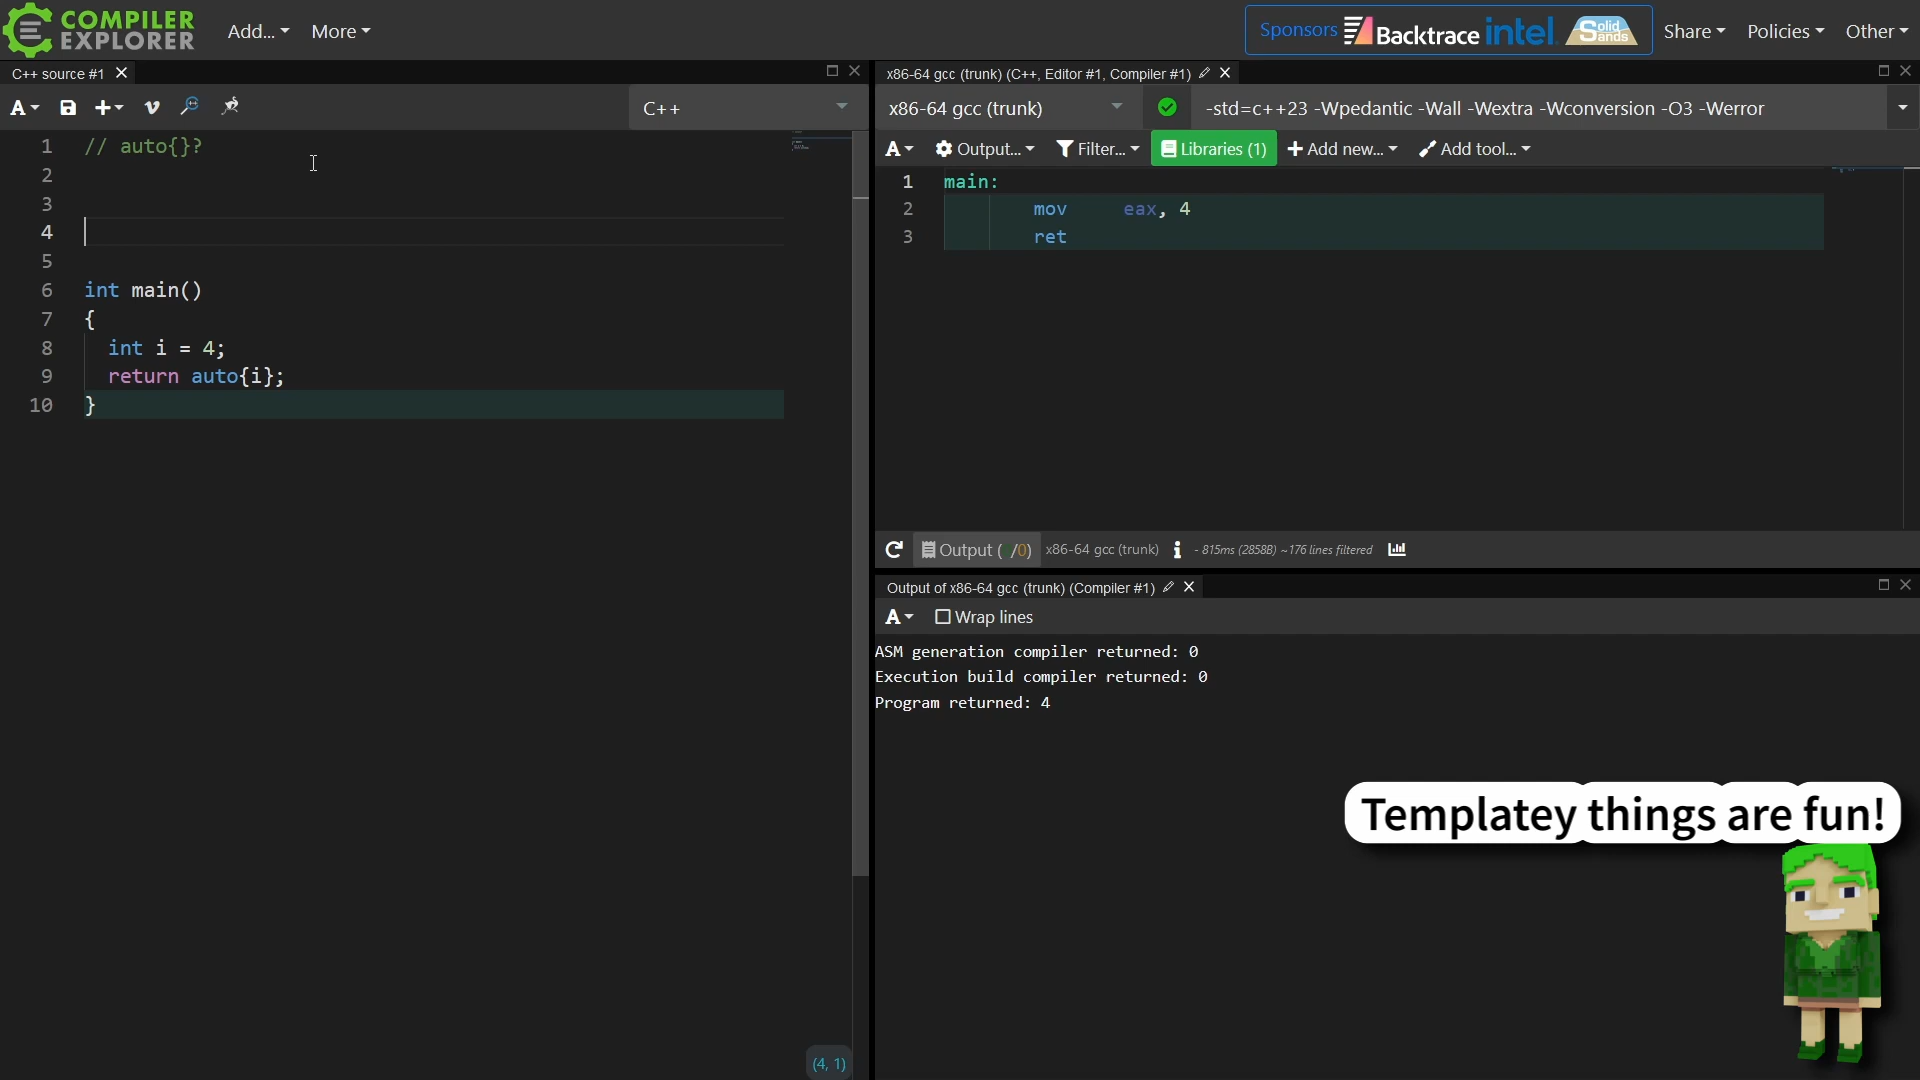 COMPILER
EXPLORER
Add...
More
Sponsors
Backtrace
intel.
Solid
Sands
Share
Policies
Other
C++ source #1
A
C++
1 // auto{}?
2
3
4
5
6 int main()
7 {
8 int i = 4;
9 return auto{i};
10 }
(4, 1)
x86-64 gcc (trunk) (C++, Editor #1, Compiler #1)
x86-64 gcc (trunk)
-std=c++23 -Wpedantic -Wall -Wextra -Wconversion -O3 -Werror
A
Output...
Filter...
Libraries (1)
Add new...
Add tool...
1 main:
2 mov eax, 4
3 ret
Output ( /0)
x86-64 gcc (trunk)
- 815ms (2858B) ~176 lines filtered
Output of x86-64 gcc (trunk) (Compiler #1)
A
Wrap lines
ASM generation compiler returned: 0
Execution build compiler returned: 0
Program returned: 4
Templatey things are fun!